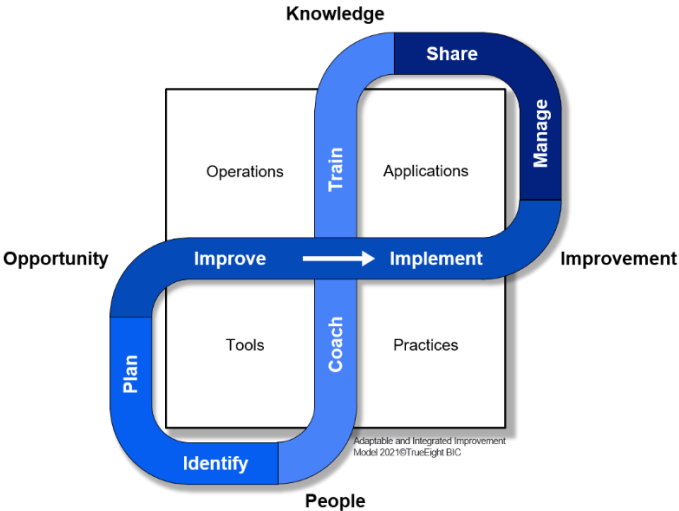 Knowledge
Share
Manage
Train
Operations
Applications
Opportunity
Improve
Implement
Improvement
Tools
Practices
Coach
Plan
Identify
Adaptable and Integrated Improvement
Model 2021©TrueEight BIC
People